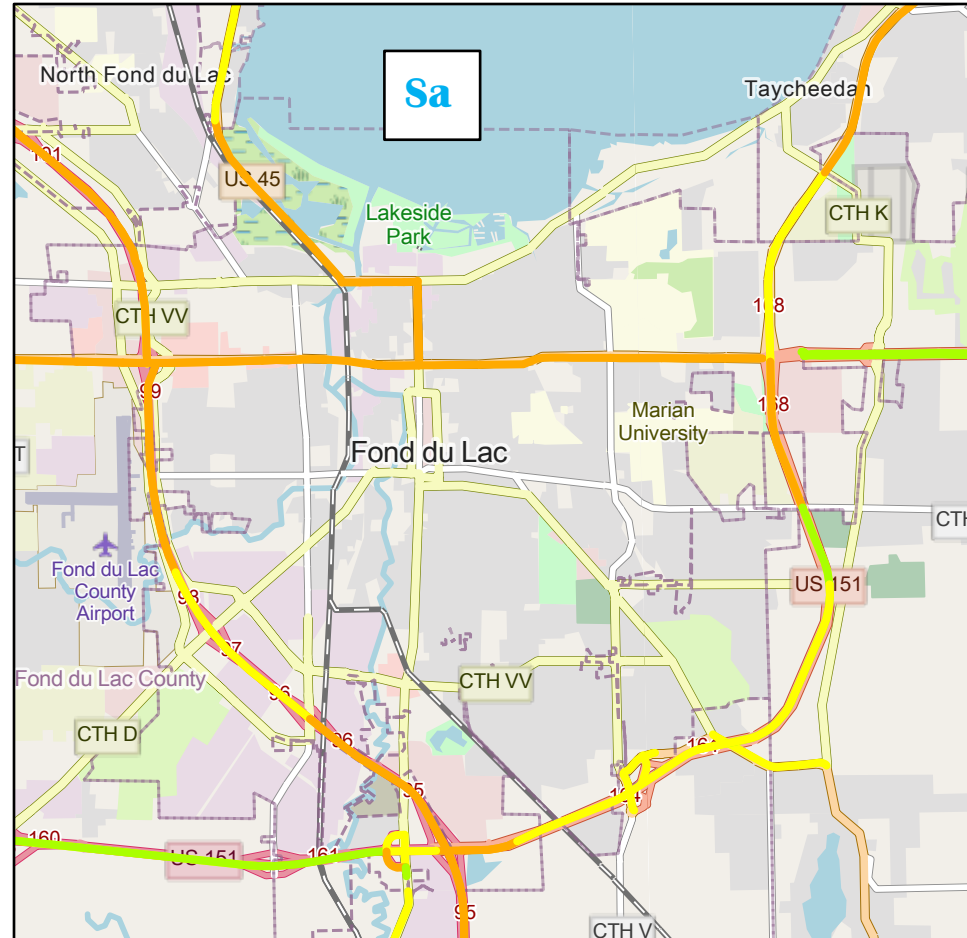 North Fond du Lac
Sa
Taycheedah
101
US 45
CTH K
Lakeside
Park
168
CTH VV
99
168
Marian
University
Fond du Lac
T
CTH
Fond du Lac
County
Airport
98
US 151
97
Fond du Lac County
96
CTH VV
CTH D
96
164
95
164
160
US 151
161
95
CTH V